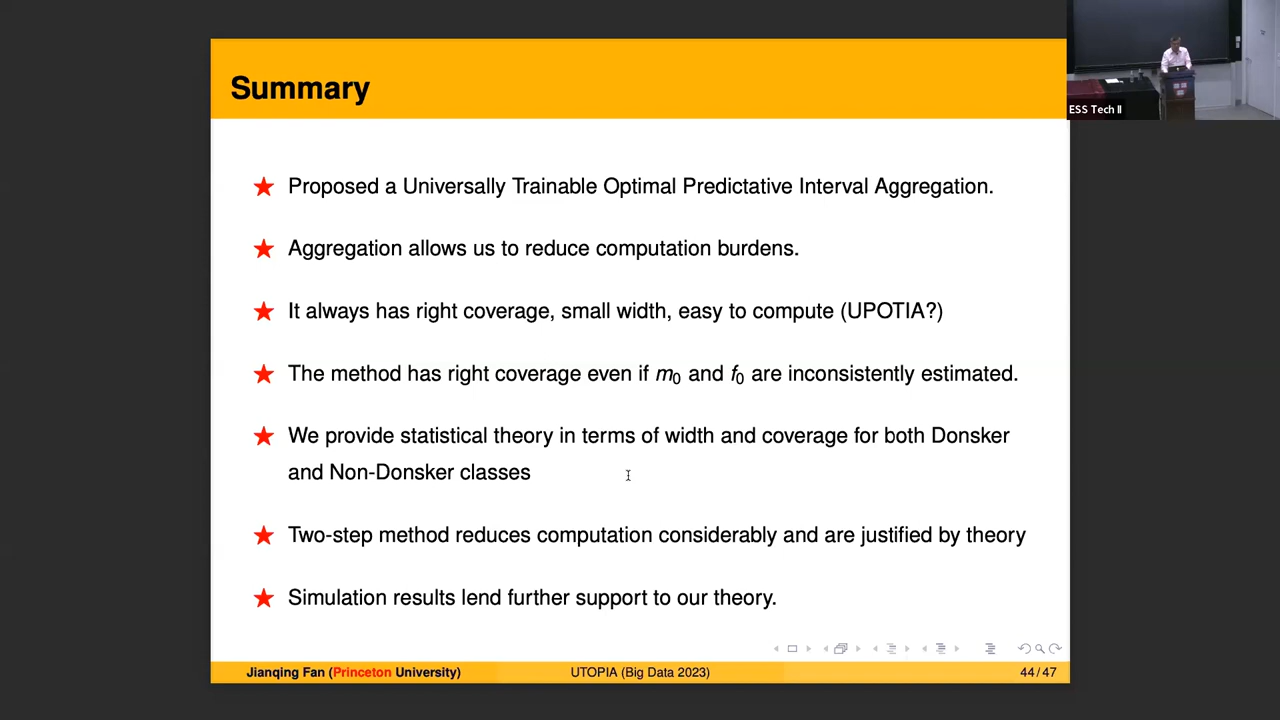 Summary
ESS Tech II
★ Proposed a Universally Trainable Optimal Predictative Interval Aggregation.
★ Aggregation allows us to reduce computation burdens.
★ It always has right coverage, small width, easy to compute (UPOTIA?)
★ The method has right coverage even if m₀ and f₀ are inconsistently estimated.
★ We provide statistical theory in terms of width and coverage for both Donsker
and Non-Donsker classes
★ Two-step method reduces computation considerably and are justified by theory
★ Simulation results lend further support to our theory.
Jianqing Fan (Princeton University) UTOPIA (Big Data 2023) 44 / 47